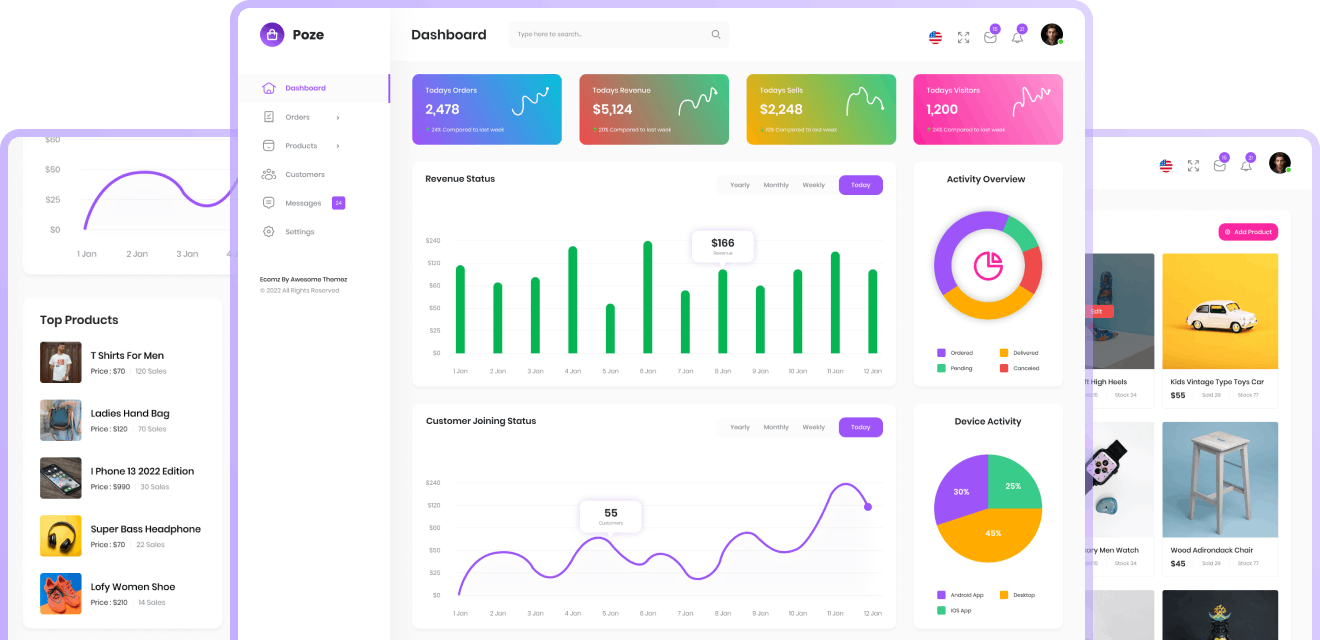 Poze
Dashboard
Type here to search...
15
21
Dashboard
Orders
Products
Customers
Messages
24
Settings
Ecomz By Awesome Themez
© 2022 All Rights Reserved
Todays Orders
2,478
24% Compared to last week
Todays Revenue
$5,124
20% Compared to last week
Todays Sells
$2,248
10% Compared to last week
Todays Visitors
1,200
24% Compared to last week
Revenue Status
Yearly Monthly Weekly Today
$240
$120
$60
$50
$25
$0
$166
Revenue
1 Jan 2 Jan 3 Jan 4 Jan 5 Jan 6 Jan 7 Jan 8 Jan 9 Jan 10 Jan 11 Jan 12 Jan
Activity Overview
Ordered Delivered
Pending Canceled
Customer Joining Status
Yearly Monthly Weekly Today
$240
$120
$60
$50
$25
$0
55
Customers
1 Jan 2 Jan 3 Jan 4 Jan 5 Jan 6 Jan 7 Jan 8 Jan 9 Jan 10 Jan 11 Jan 12 Jan
Device Activity
30%
25%
45%
Android App Desktop
iOS App
$60
$50
$25
$0
1 Jan 2 Jan 3 Jan 4
Top Products
T Shirts For Men
Price : $70 120 Sales
Ladies Hand Bag
Price : $120 70 Sales
I Phone 13 2022 Edition
Price : $990 30 Sales
Super Bass Headphone
Price : $70 22 Sales
Lofy Women Shoe
Price : $210 14 Sales
15
21
Add Product
Edit
High Heels
Stock 34
Kids Vintage Type Toys Car
$55 Sold 29 Stock 77
Men Watch
Stock 34
Wood Adirondack Chair
$45 Sold 29 Stock 77